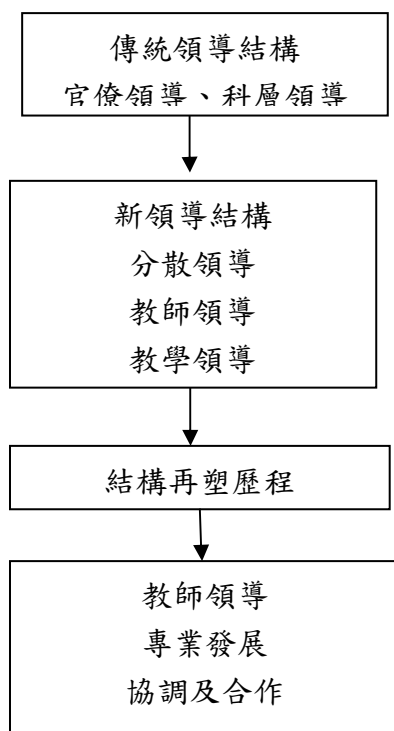 傳統領導結構
官僚領導、科層領導
新領導結構
分散領導
教師領導
教學領導
結構再塑歷程
教師領導
專業發展
協調及合作